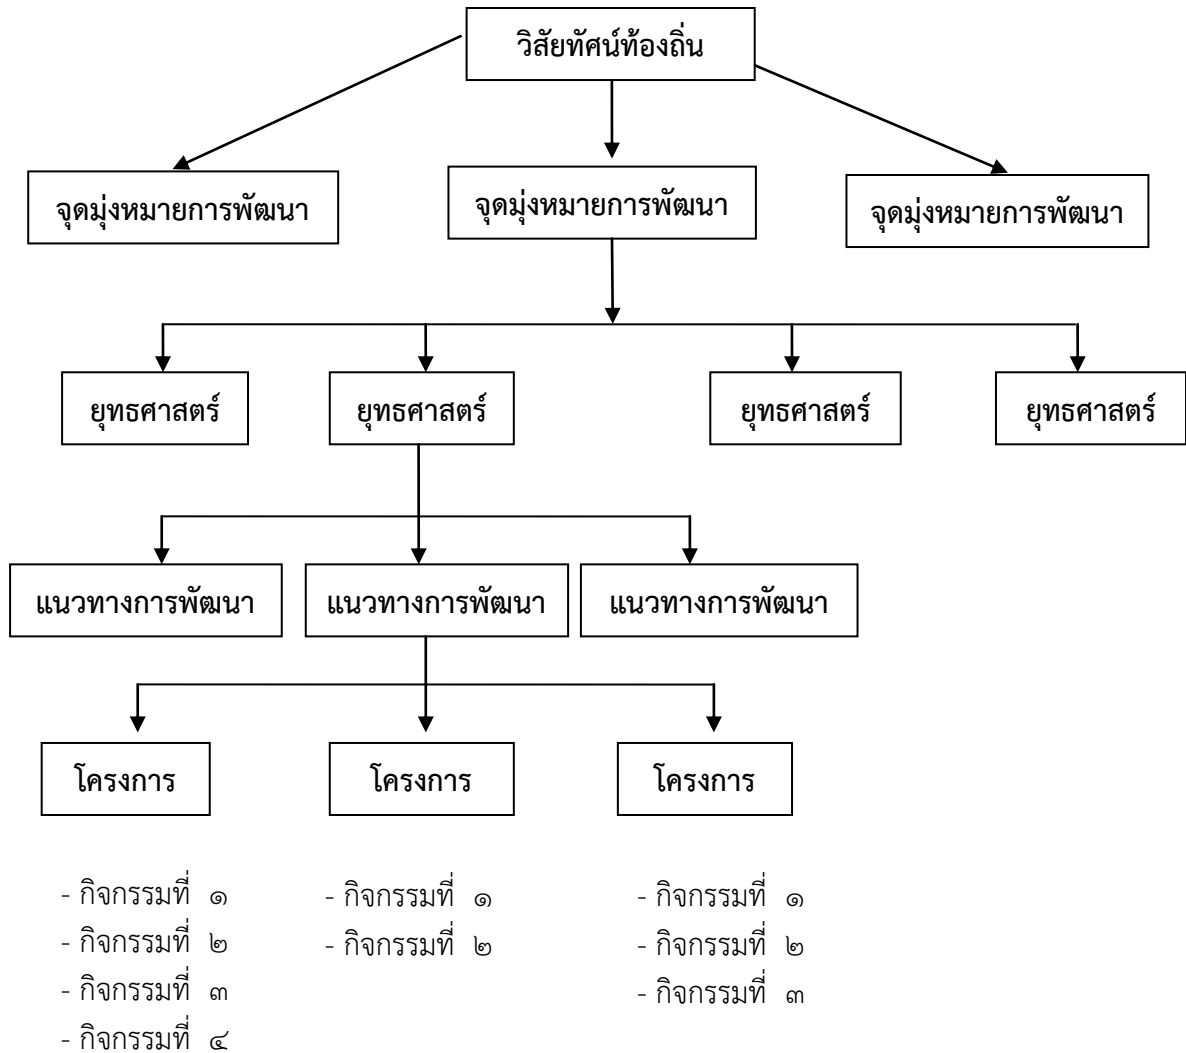 วิสัยทัศน์ท้องถิ่น
จุดมุ่งหมายการพัฒนา
จุดมุ่งหมายการพัฒนา
จุดมุ่งหมายการพัฒนา
ยุทธศาสตร์
ยุทธศาสตร์
ยุทธศาสตร์
ยุทธศาสตร์
แนวทางการพัฒนา
แนวทางการพัฒนา
แนวทางการพัฒนา
โครงการ
โครงการ
โครงการ
- กิจกรรมที่ ๑
- กิจกรรมที่ ๒
- กิจกรรมที่ ๓
- กิจกรรมที่ ๔
- กิจกรรมที่ ๑
- กิจกรรมที่ ๒
- กิจกรรมที่ ๑
- กิจกรรมที่ ๒
- กิจกรรมที่ ๓